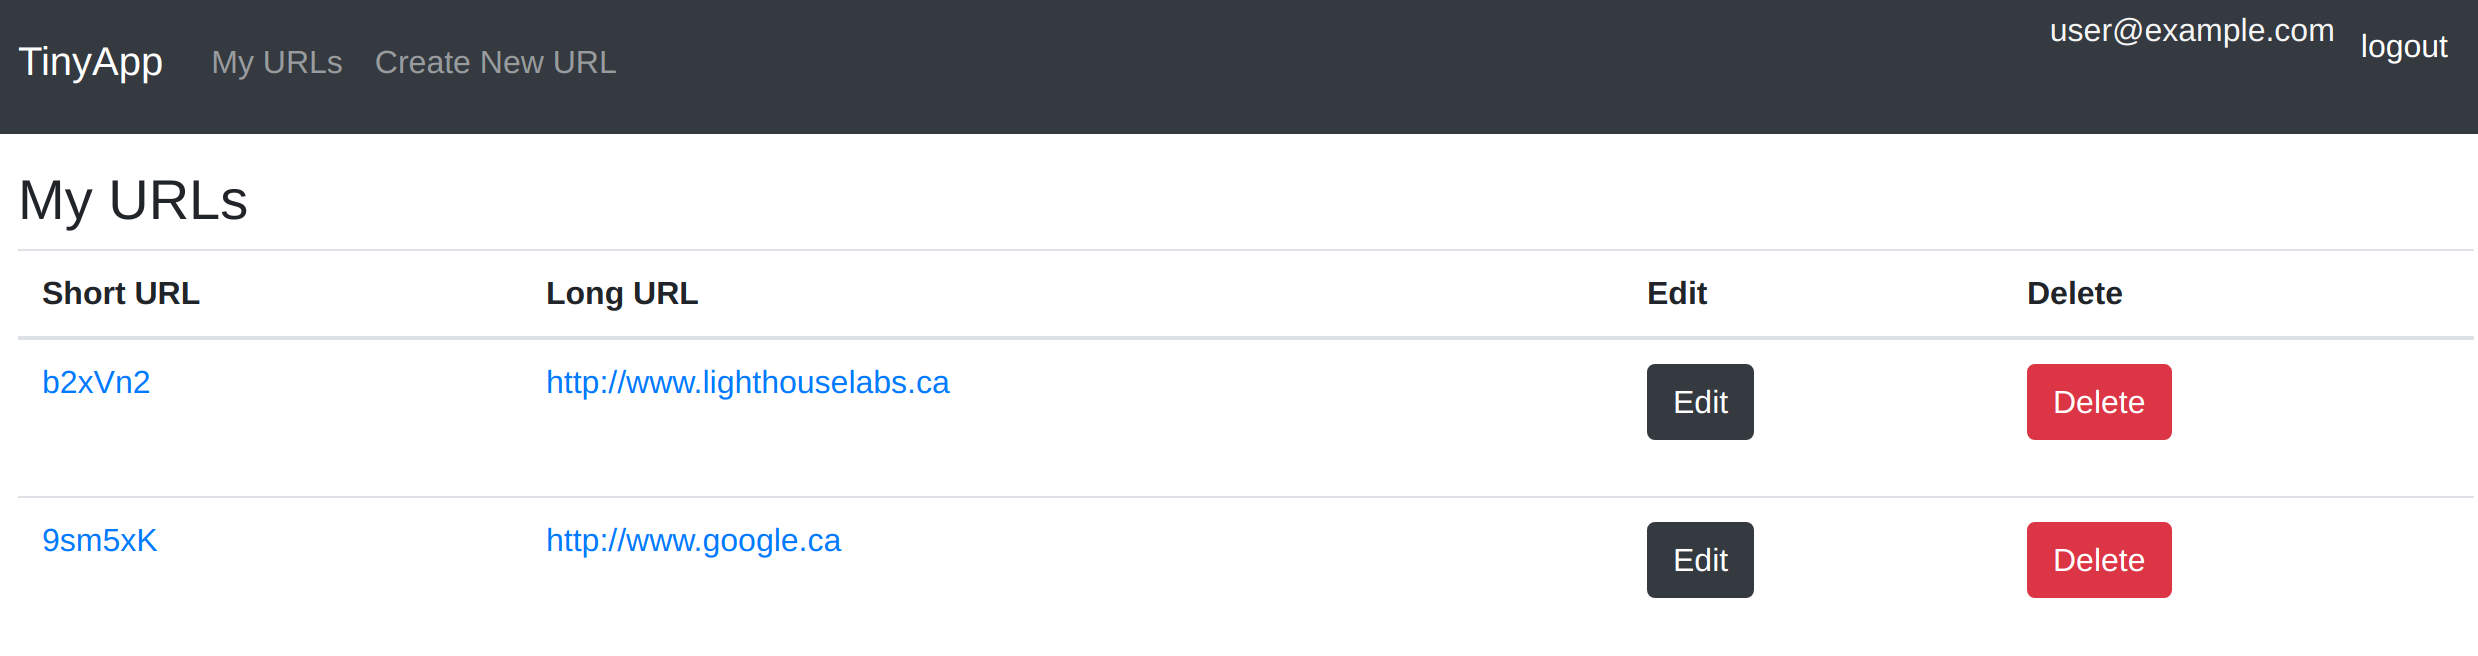 TinyApp My URLs Create New URL user@example.com logout
My URLs
Short URL Long URL Edit Delete
b2xVn2 http://www.lighthouselabs.ca Edit Delete
9sm5xK http://www.google.ca Edit Delete